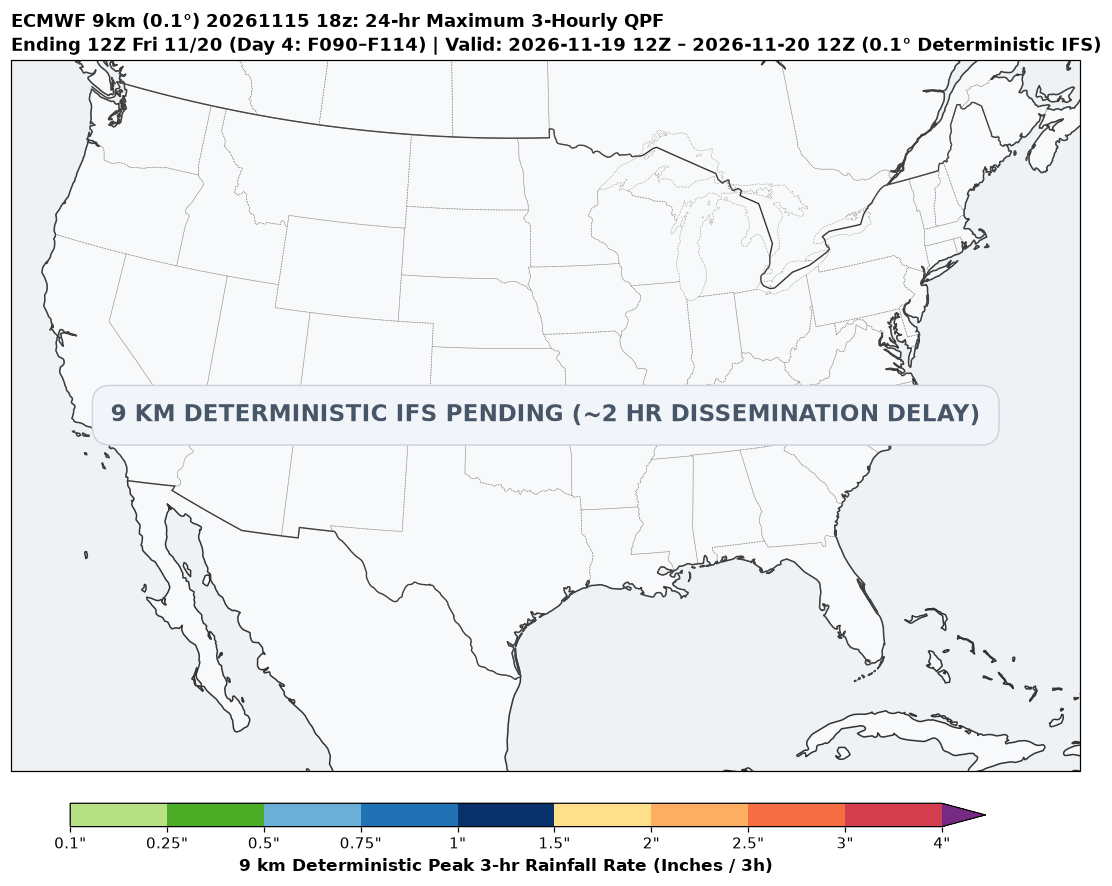 ECMWF 9km (0.1°) 20261115 18z: 24-hr Maximum 3-Hourly QPF
Ending 12Z Fri 11/20 (Day 4: F090–F114) | Valid: 2026-11-19 12Z – 2026-11-20 12Z (0.1° Deterministic IFS)
9 KM DETERMINISTIC IFS PENDING (~2 HR DISSEMINATION DELAY)
0.1" 0.25" 0.5" 0.75" 1" 1.5" 2" 2.5" 3" 4"
9 km Deterministic Peak 3-hr Rainfall Rate (Inches / 3h)